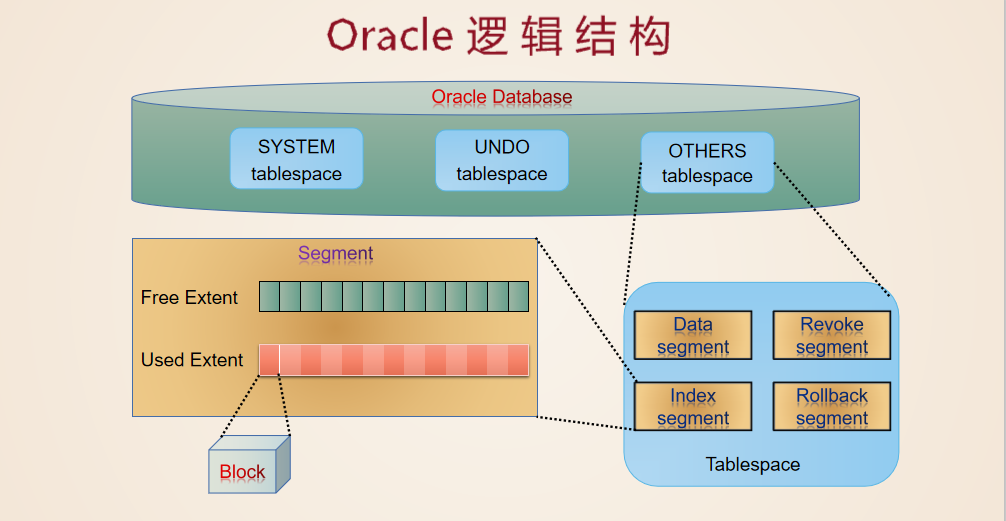 Oracle 逻辑结构
Oracle Database
SYSTEM
tablespace
UNDO
tablespace
OTHERS
tablespace
Segment
Free Extent
Used Extent
Block
Data
segment
Revoke
segment
Index
segment
Rollback
segment
Tablespace